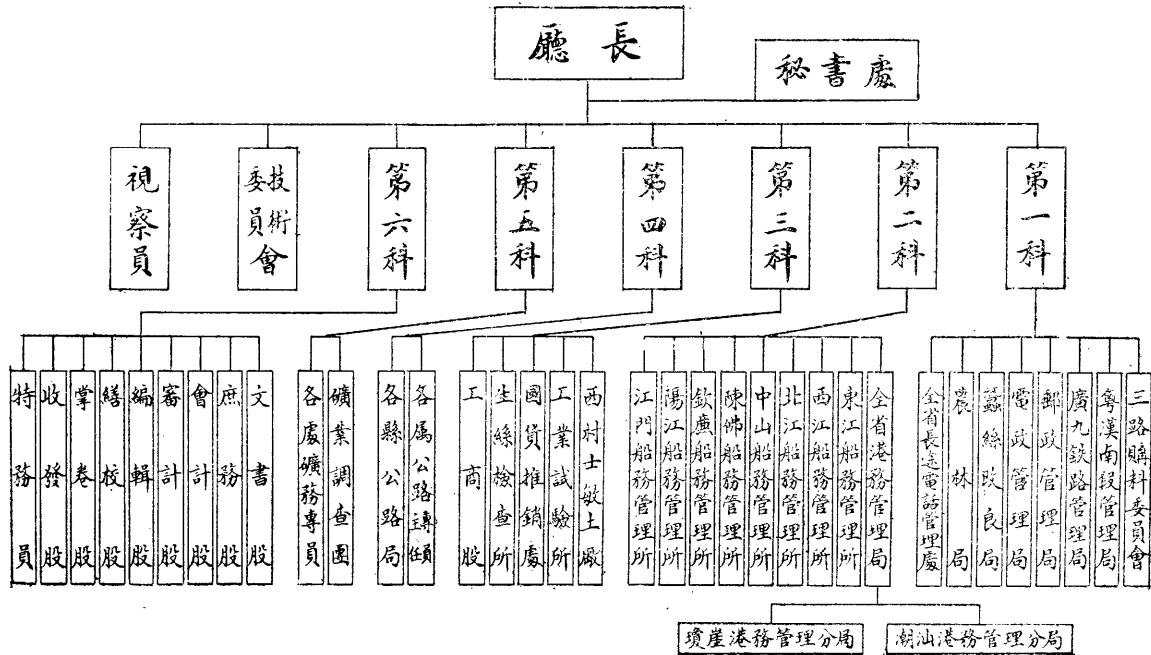 廳長
秘書處
第一科
第二科
第三科
第四科
第五科
第六科
技術委員會
視察員
三路購料委員會
粵漢南段管理局
廣九鉄路管理局
郵政管理局
電政管理局
蠶絲改良局
農林局
全省長途電話管理處
全省港務管理局
東江船務管理所
西江船務管理所
北江船務管理所
中山船務管理所
陳佛船務管理所
欽廉船務管理所
陽江船務管理所
江門船務管理所
西村士敏土廠
工業試驗所
國貨推銷處
生絲檢查所
工商股
各属公路
各縣公路局
礦業調查團
各處礦務專員
文書股
庶務股
會計股
審計股
編輯股
繕校股
掌卷股
收發股
特務員
潮汕港務管理分局
瓊崖港務管理分局